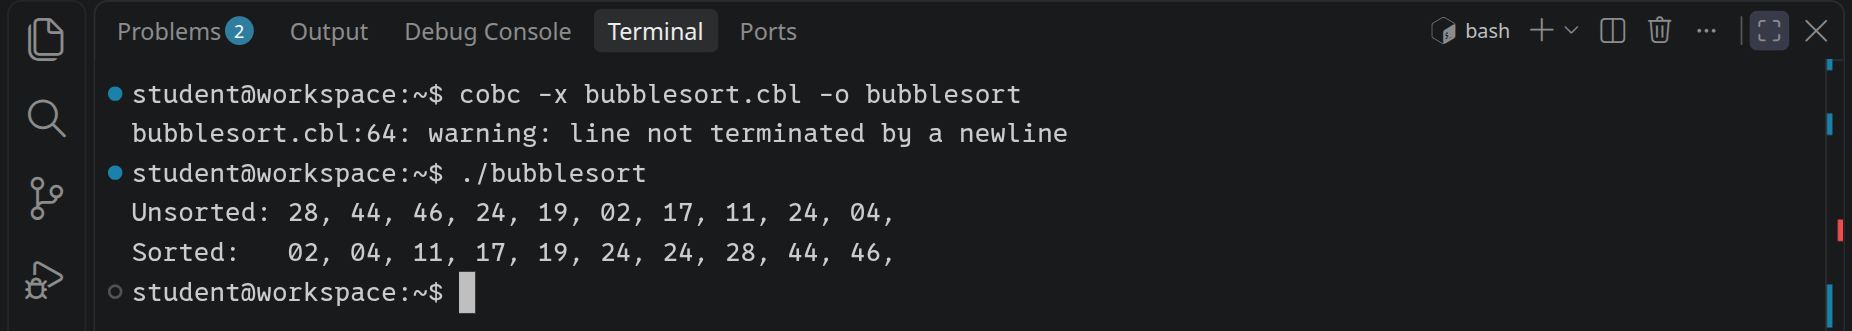 Problems 2 Output Debug Console Terminal Ports bash
student@workspace:~$ cobc -x bubblesort.cbl -o bubblesort
bubblesort.cbl:64: warning: line not terminated by a newline
student@workspace:~$ ./bubblesort
Unsorted: 28, 44, 46, 24, 19, 02, 17, 11, 24, 04,
Sorted:   02, 04, 11, 17, 19, 24, 24, 28, 44, 46,
student@workspace:~$